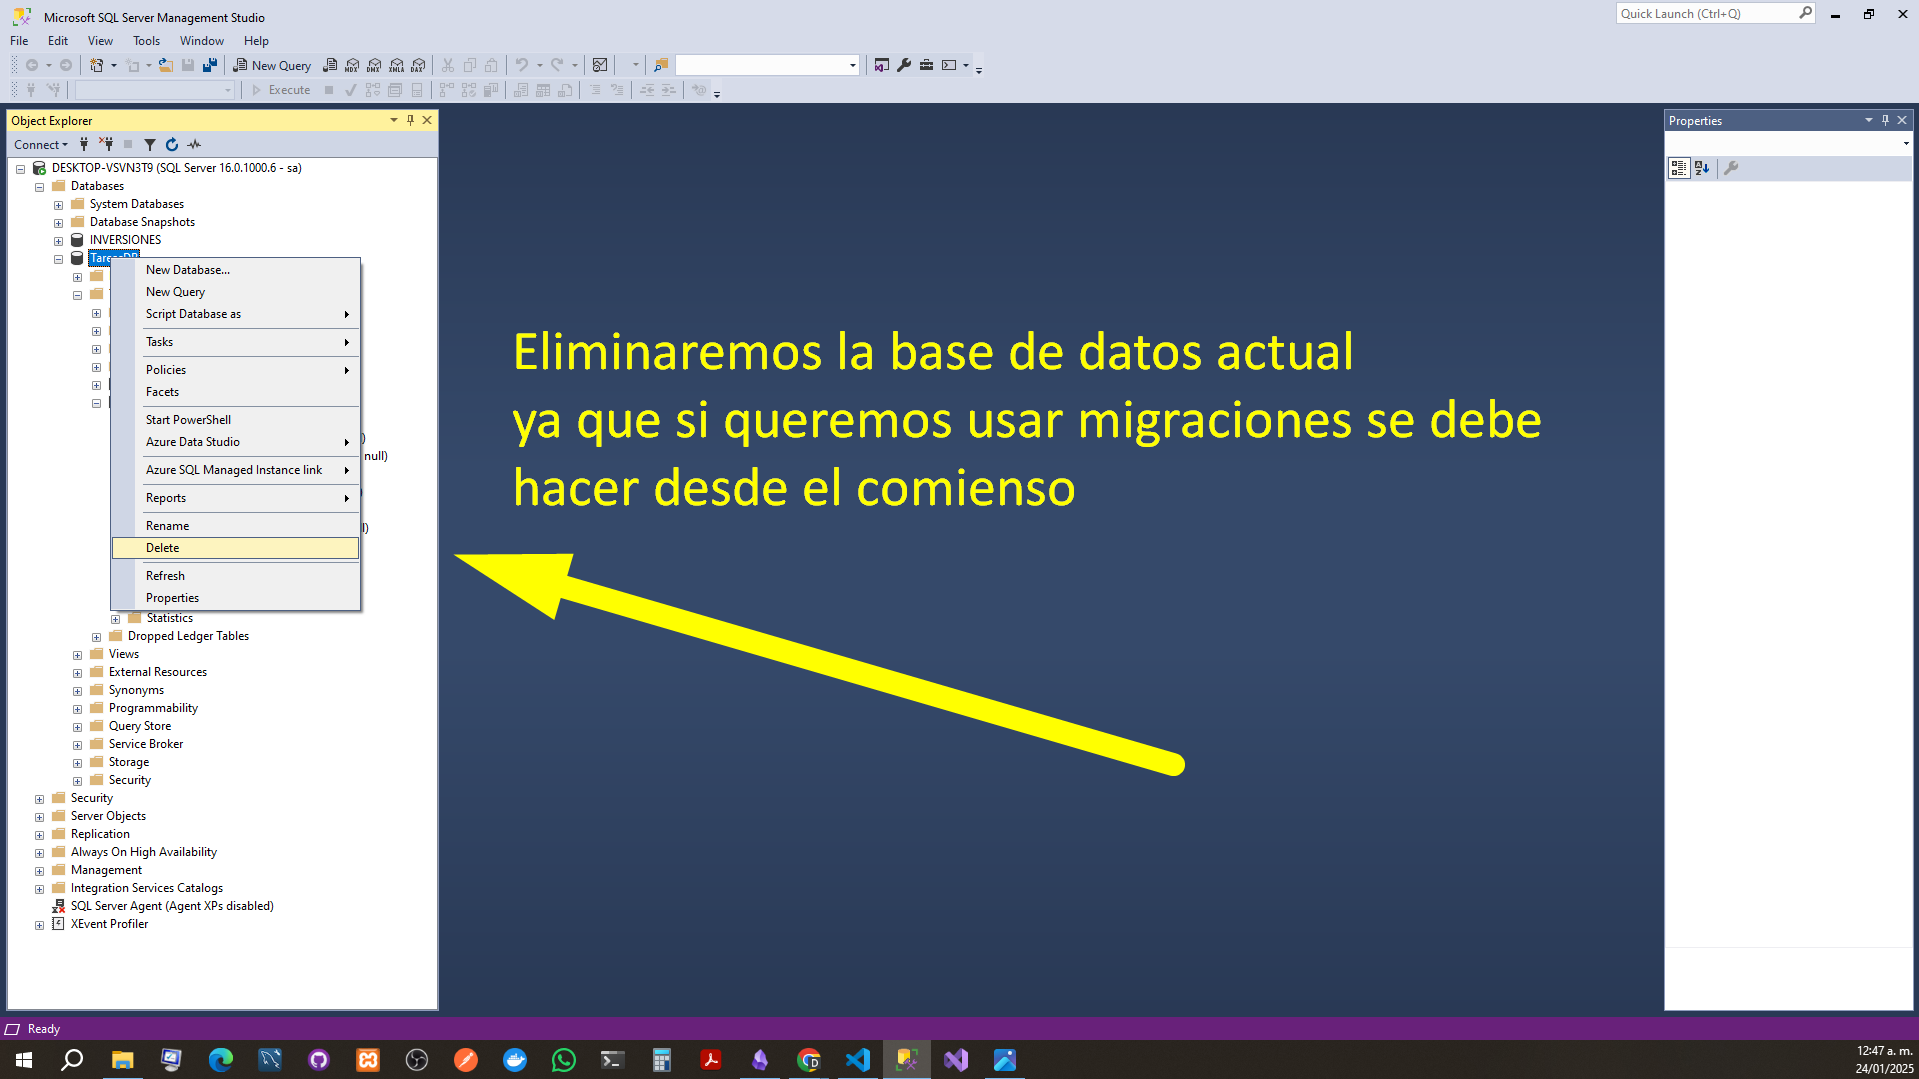 Microsoft SQL Server Management Studio
Quick Launch (Ctrl+Q)
File Edit View Tools Window Help
New Query
MDX DMX XMLA DAX
Execute
Object Explorer
Properties
Connect
DESKTOP-VSVN3T9 (SQL Server 16.0.1000.6 - sa)
Databases
System Databases
Database Snapshots
INVERSIONES
New Database...
New Query
Script Database as
Tasks
Policies
Facets
Start PowerShell
Azure Data Studio
)
null)
Azure SQL Managed Instance link
Reports
Rename
Delete
Refresh
Properties
Statistics
Dropped Ledger Tables
Views
External Resources
Synonyms
Programmability
Query Store
Service Broker
Storage
Security
Security
Server Objects
Replication
Always On High Availability
Management
Integration Services Catalogs
SQL Server Agent (Agent XPs disabled)
XEvent Profiler
Eliminaremos la base de datos actual
ya que si queremos usar migraciones se debe
hacer desde el comienso
Ready
12:47 a. m.
24/01/2025